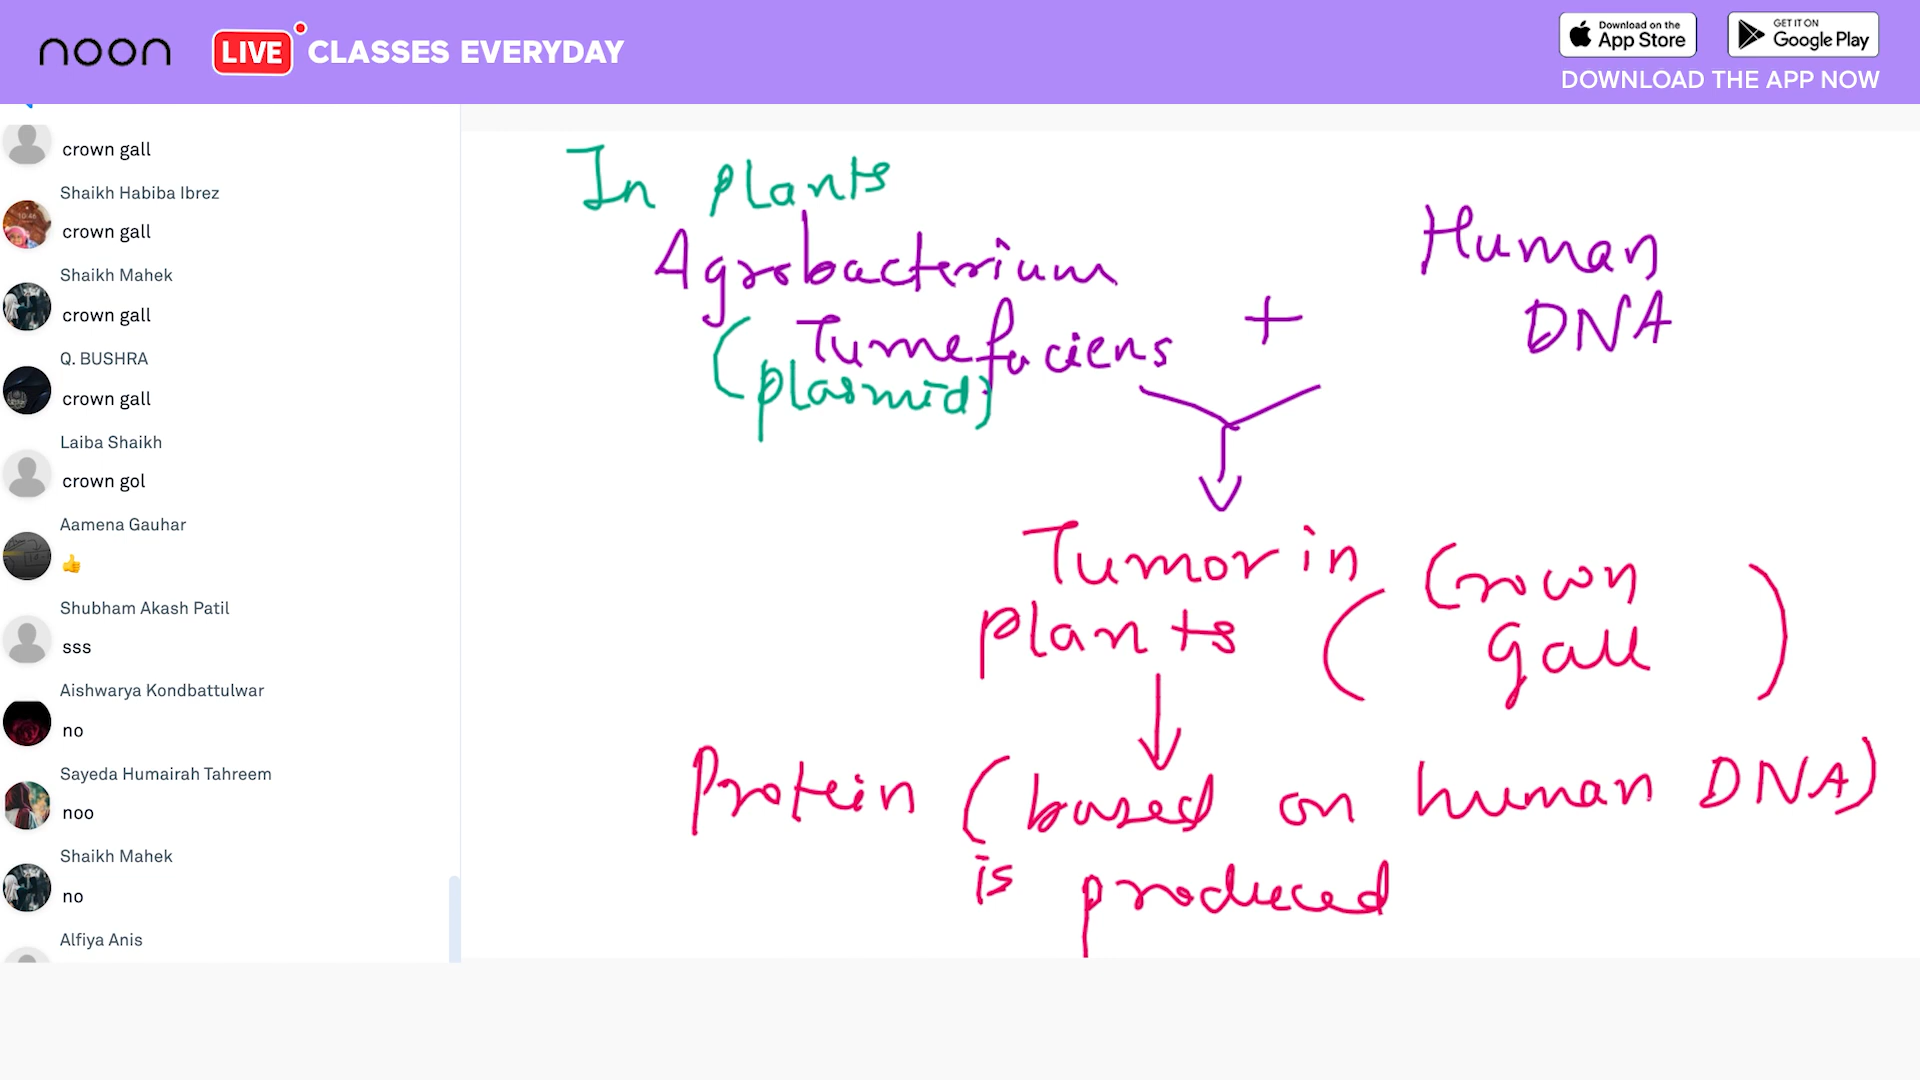 noon LIVE CLASSES EVERYDAY
Download on the App Store
GET IT ON Google Play
DOWNLOAD THE APP NOW
crown gall
Shaikh Habiba Ibrez
crown gall
Shaikh Mahek
crown gall
Q. BUSHRA
crown gall
Laiba Shaikh
crown gol
Aamena Gauhar
👍
Shubham Akash Patil
sss
Aishwarya Kondbattulwar
no
Sayeda Humairah Tahreem
noo
Shaikh Mahek
no
Alfiya Anis
In plants
Agrobacterium
Tumefaciens
(plasmid)
+
Human
DNA
Tumor in
plants (Crown
gall)
Protein (based on human DNA)
is produced